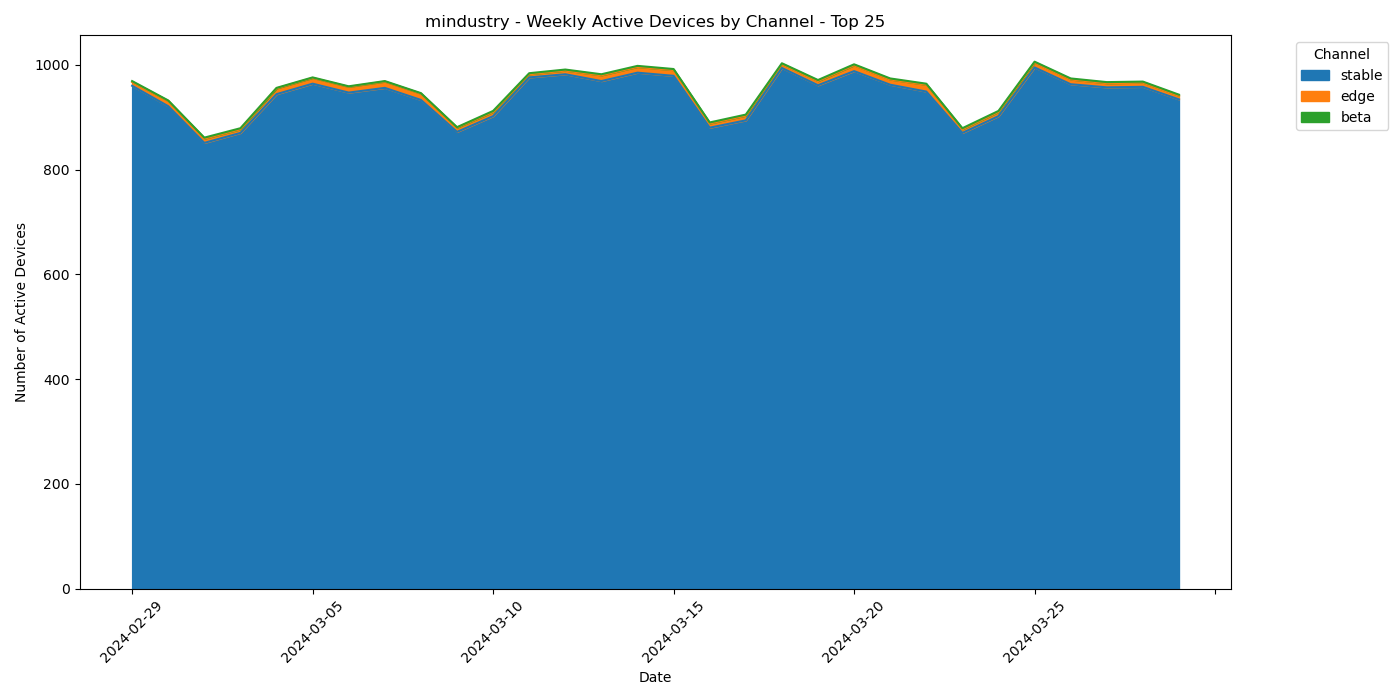 mindustry - Weekly Active Devices by Channel - Top 25
Channel
stable
edge
beta
Number of Active Devices
1000
800
600
400
200
0
2024-02-29
2024-03-05
2024-03-10
2024-03-15
2024-03-20
2024-03-25
Date